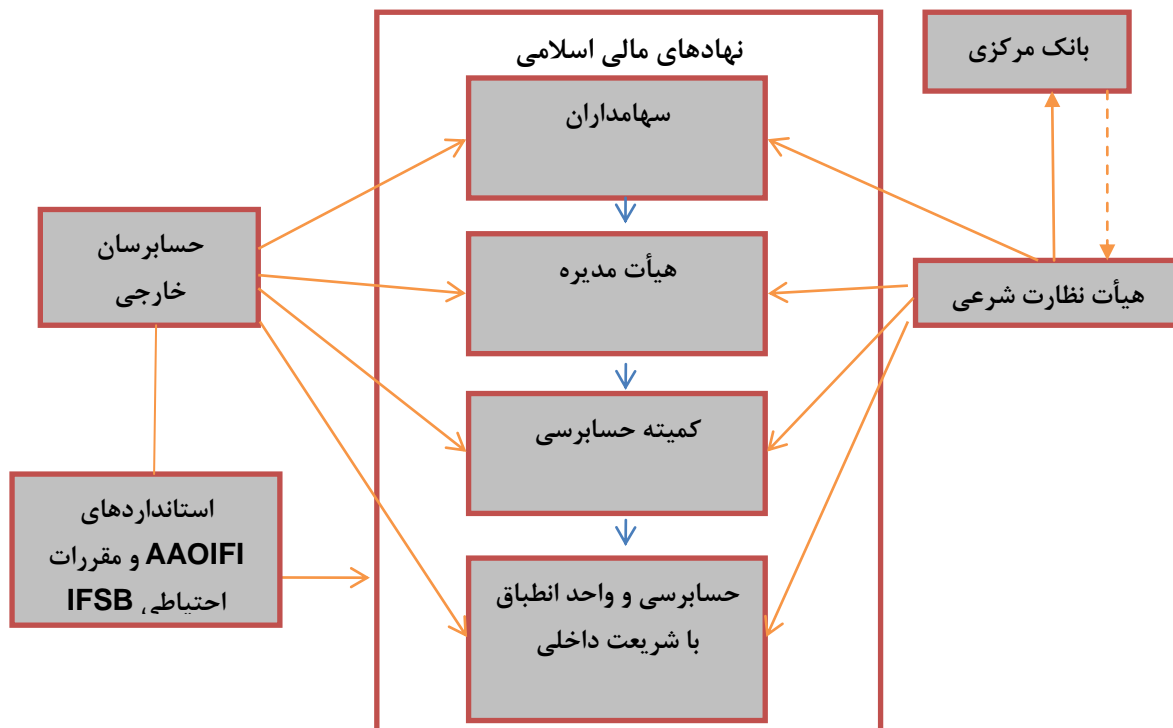 نهادهای مالی اسلامی
بانک مرکزی
سهامداران
هیأت مدیره
حسابرسان
خارجی
هیأت نظارت شرعی
کمیته حسابرسی
استانداردهای
AAOIFI و مقررات
احتیاطی IFSB
حسابرسی و واحد انطباق
با شریعت داخلی